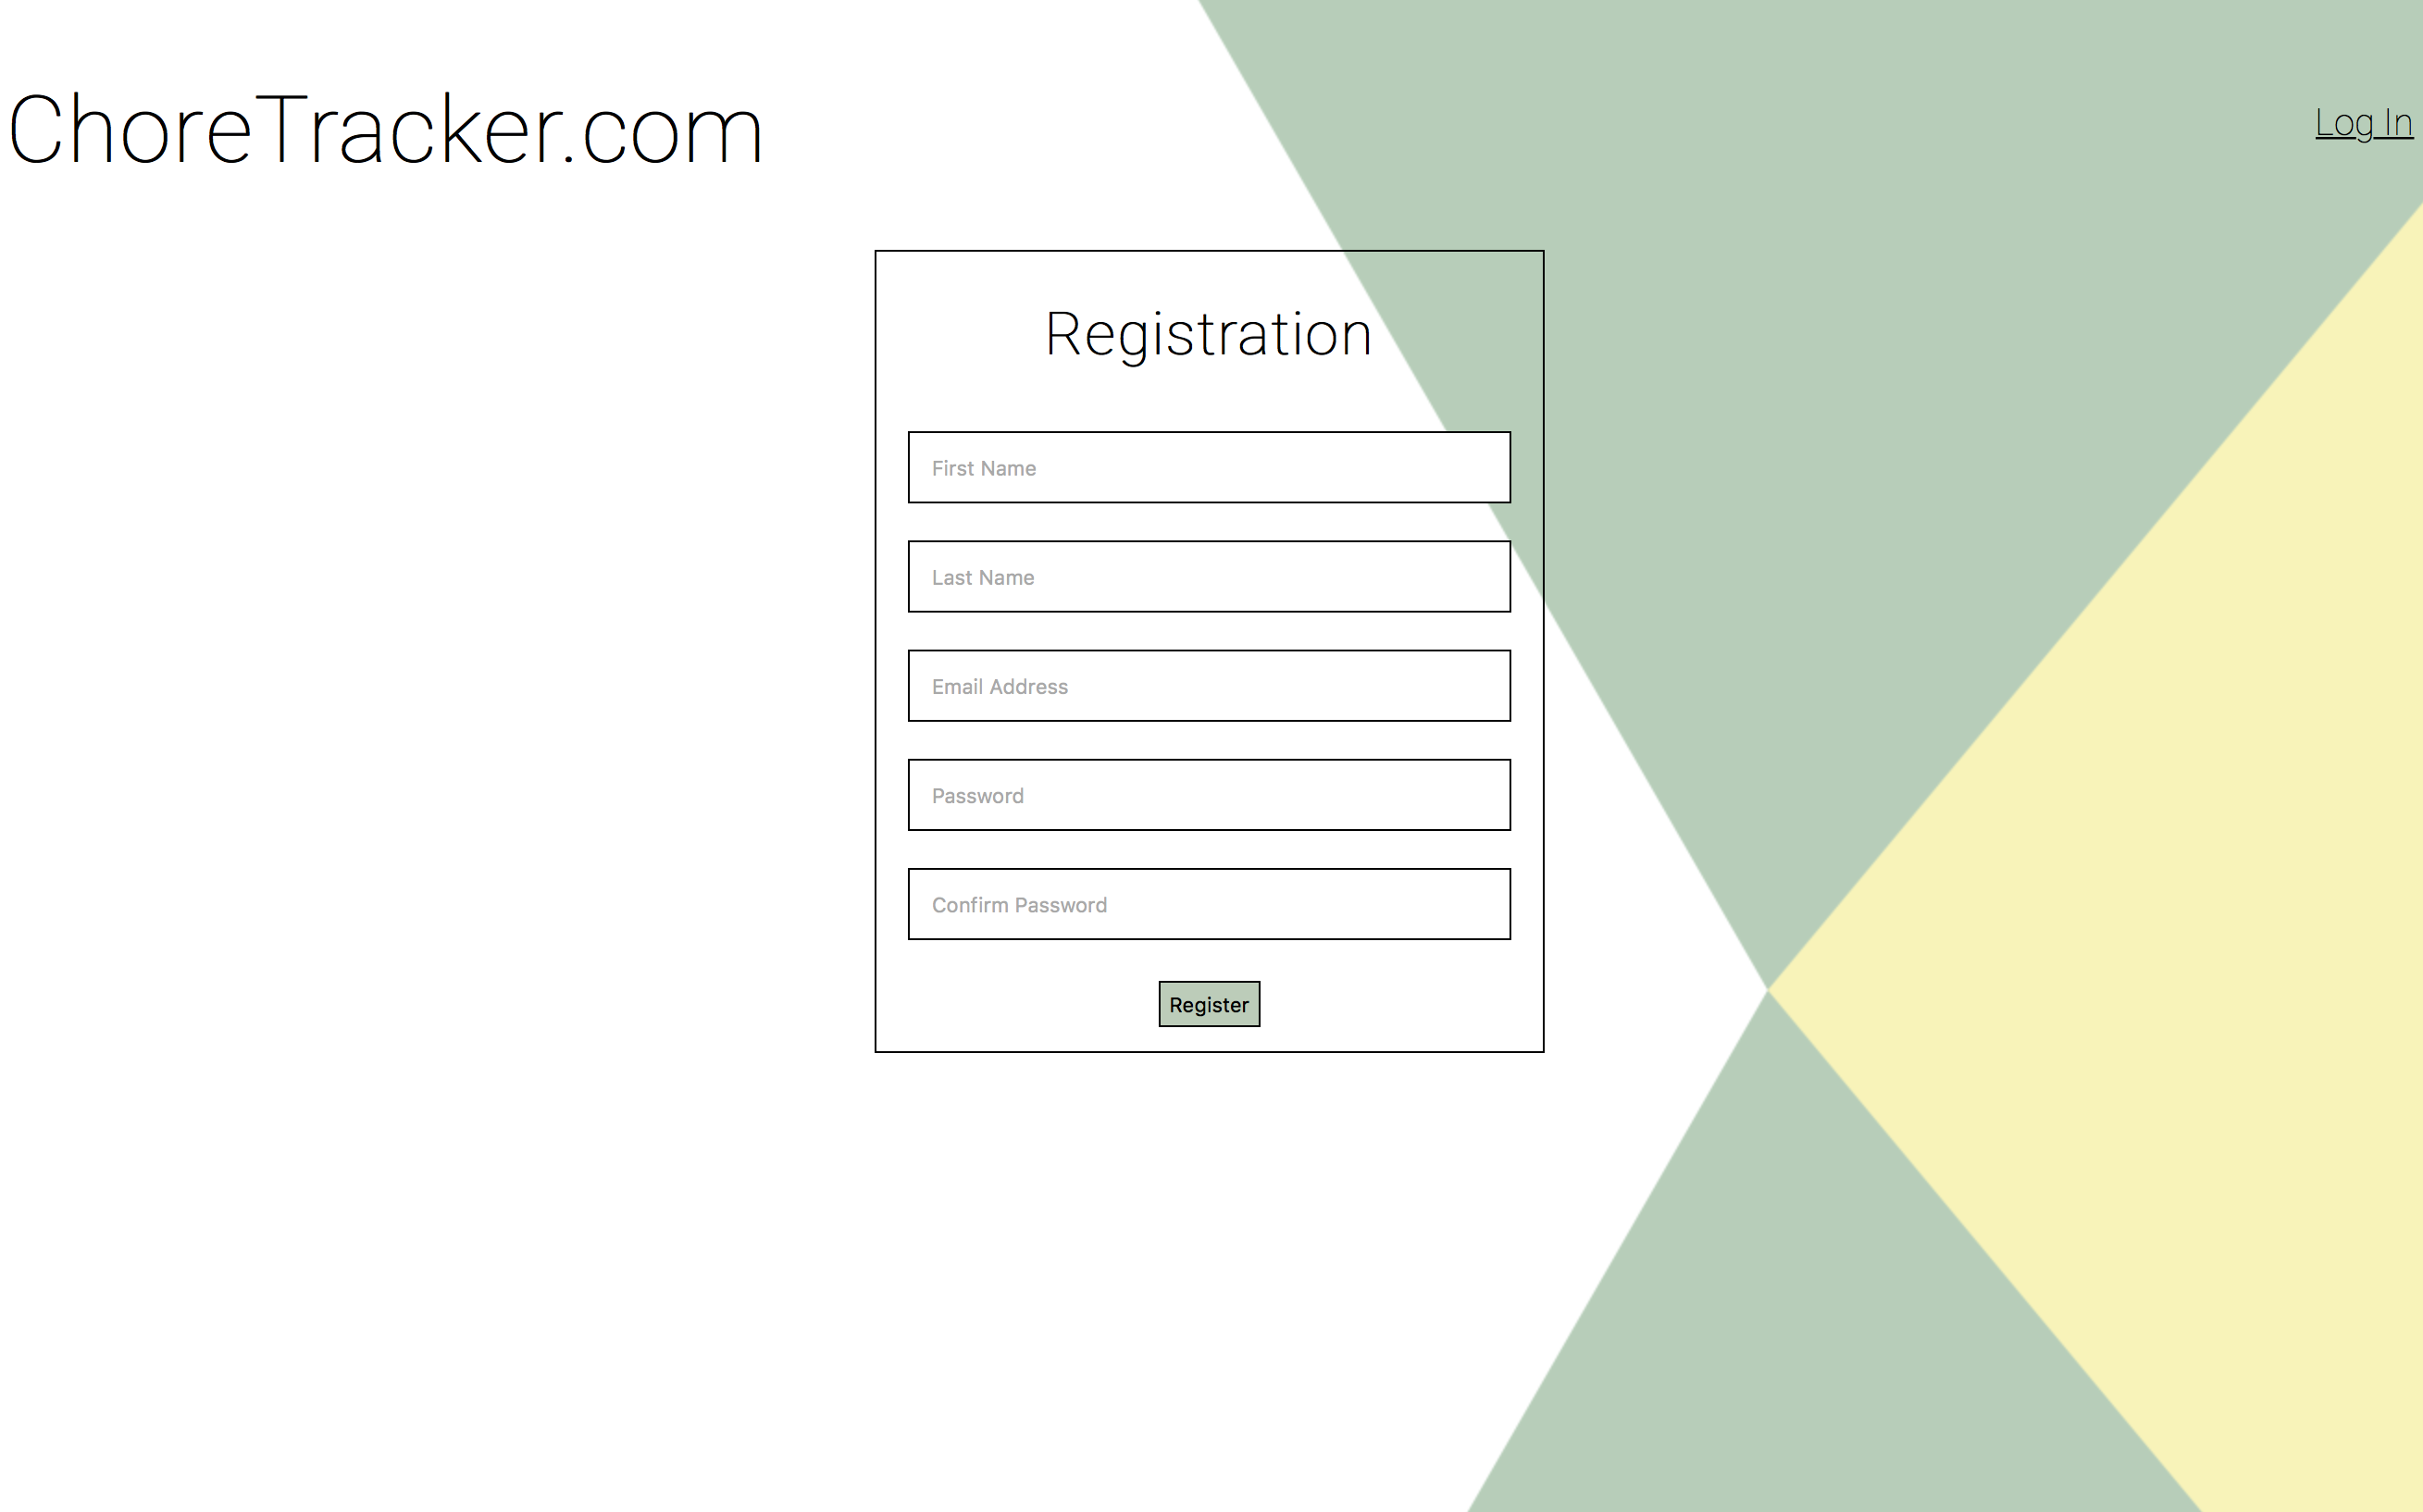 ChoreTracker.com
Log In
Registration
First Name
Last Name
Email Address
Password
Confirm Password
Register